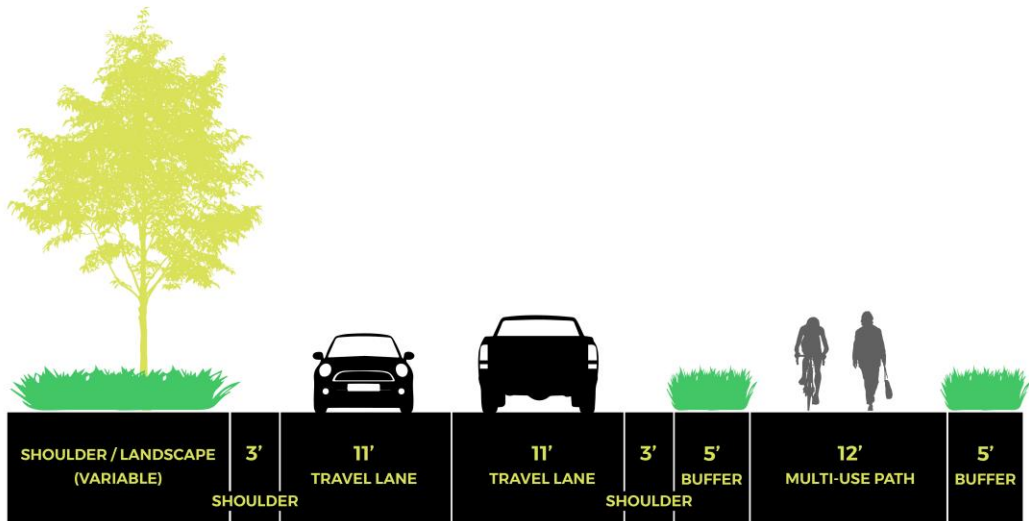 SHOULDER / LANDSCAPE
(VARIABLE)
3’
SHOULDER
11’
TRAVEL LANE
11’
TRAVEL LANE
3’
SHOULDER
5’
BUFFER
12’
MULTI-USE PATH
5’
BUFFER